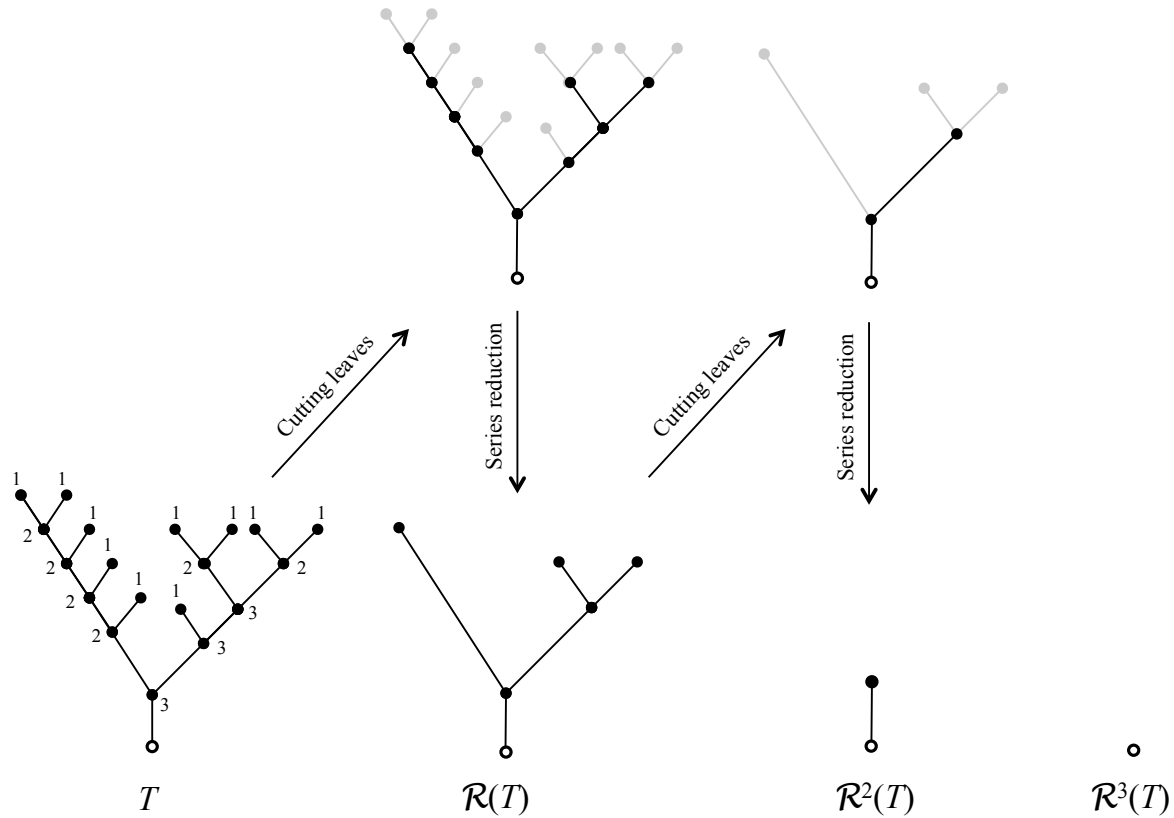 Cutting leaves
Series reduction
Cutting leaves
Series reduction
1 1
2 1 1 1 1 1
2 1 2 2
2 1 1 3
2 3
3
T R(T) R²(T) R³(T)